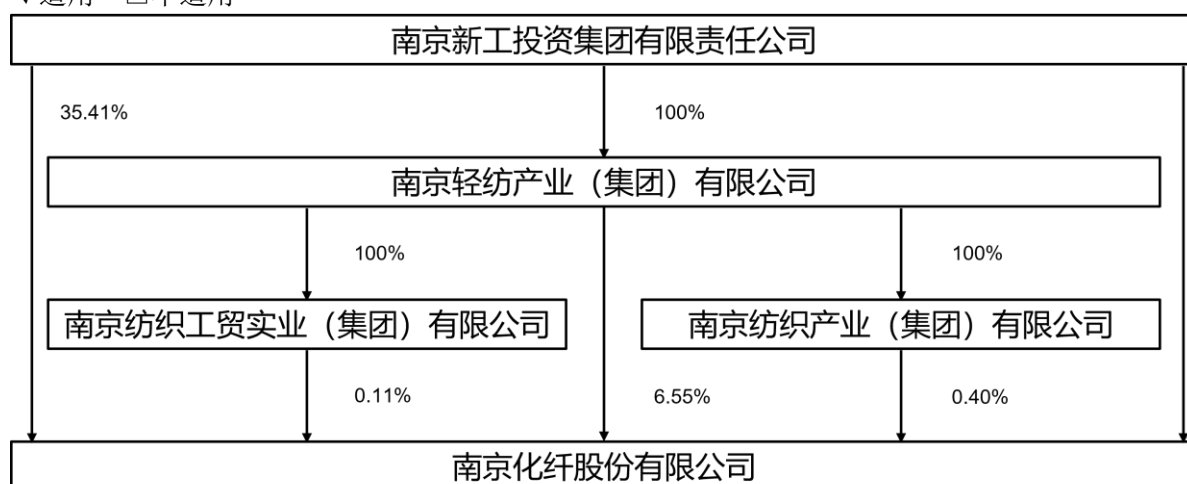 南京新工投资集团有限责任公司
35.41%
100%
南京轻纺产业（集团）有限公司
100%
100%
南京纺织工贸实业（集团）有限公司
南京纺织产业（集团）有限公司
0.11%
6.55%
0.40%
南京化纤股份有限公司